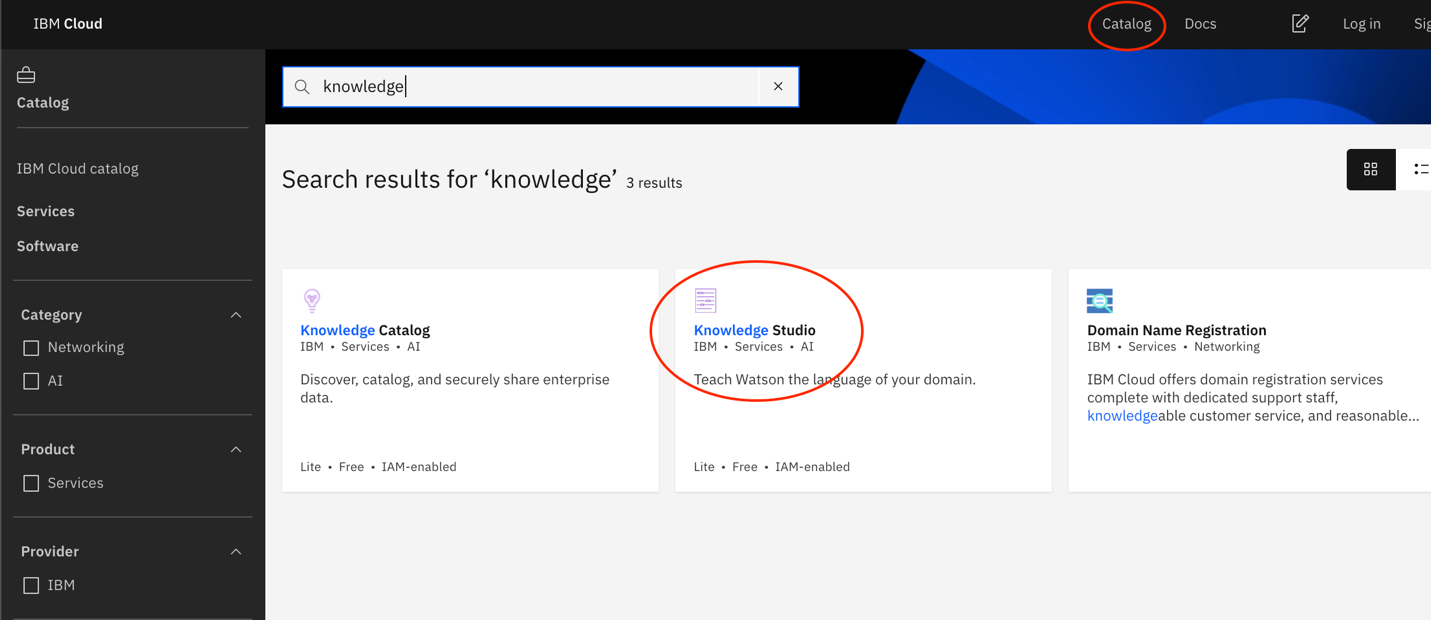 IBM Cloud
Catalog
Docs
Log in
Catalog
knowledge
IBM Cloud catalog
Services
Software
Category
Networking
AI
Product
Services
Provider
IBM
Search results for ‘knowledge’ 3 results
Knowledge Catalog
IBM • Services • AI
Discover, catalog, and securely share enterprise
data.
Lite • Free • IAM-enabled
Knowledge Studio
IBM • Services • AI
Teach Watson the language of your domain.
Lite • Free • IAM-enabled
Domain Name Registration
IBM • Services • Networking
IBM Cloud offers domain registration services
complete with dedicated support staff,
knowledgeable customer service, and reasonable...